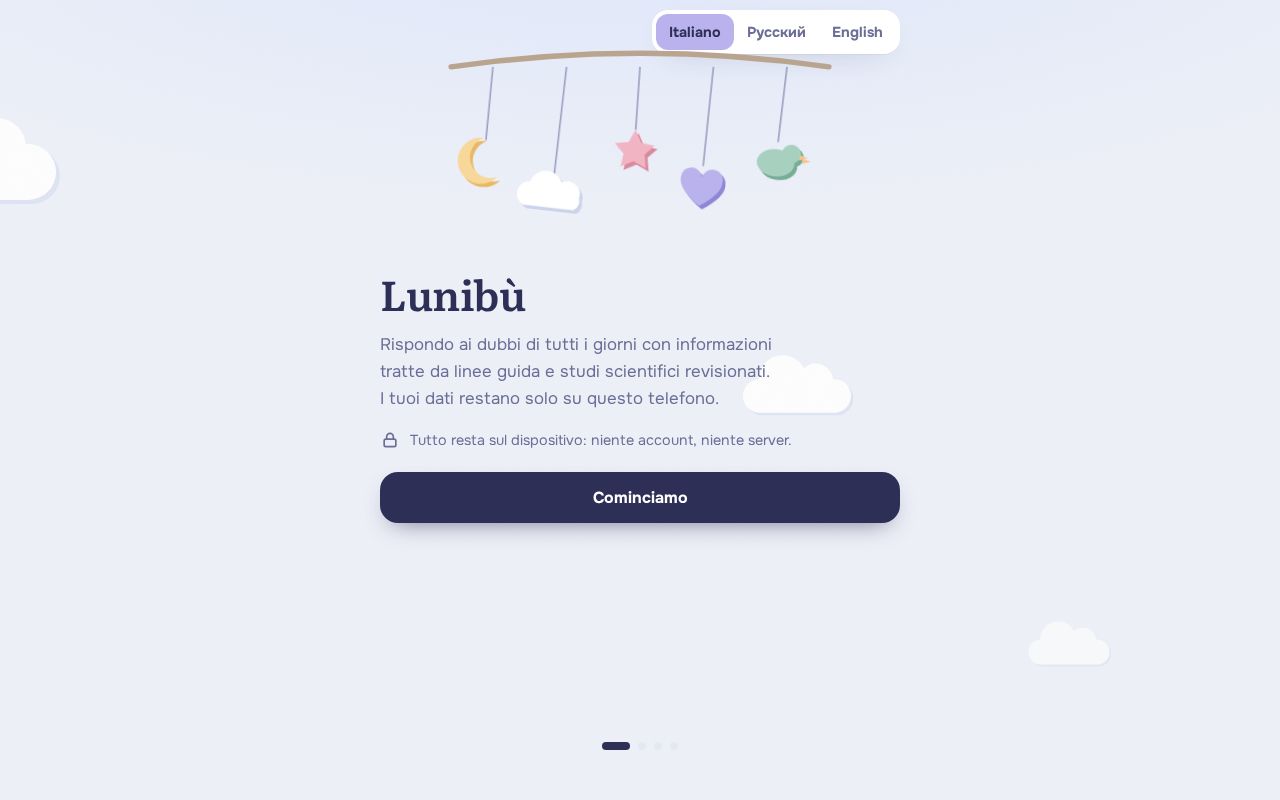 Italiano Русский English
Lunibù
Rispondo ai dubbi di tutti i giorni con informazioni
tratte da linee guida e studi scientifici revisionati.
I tuoi dati restano solo su questo telefono.
Tutto resta sul dispositivo: niente account, niente server.
Cominciamo